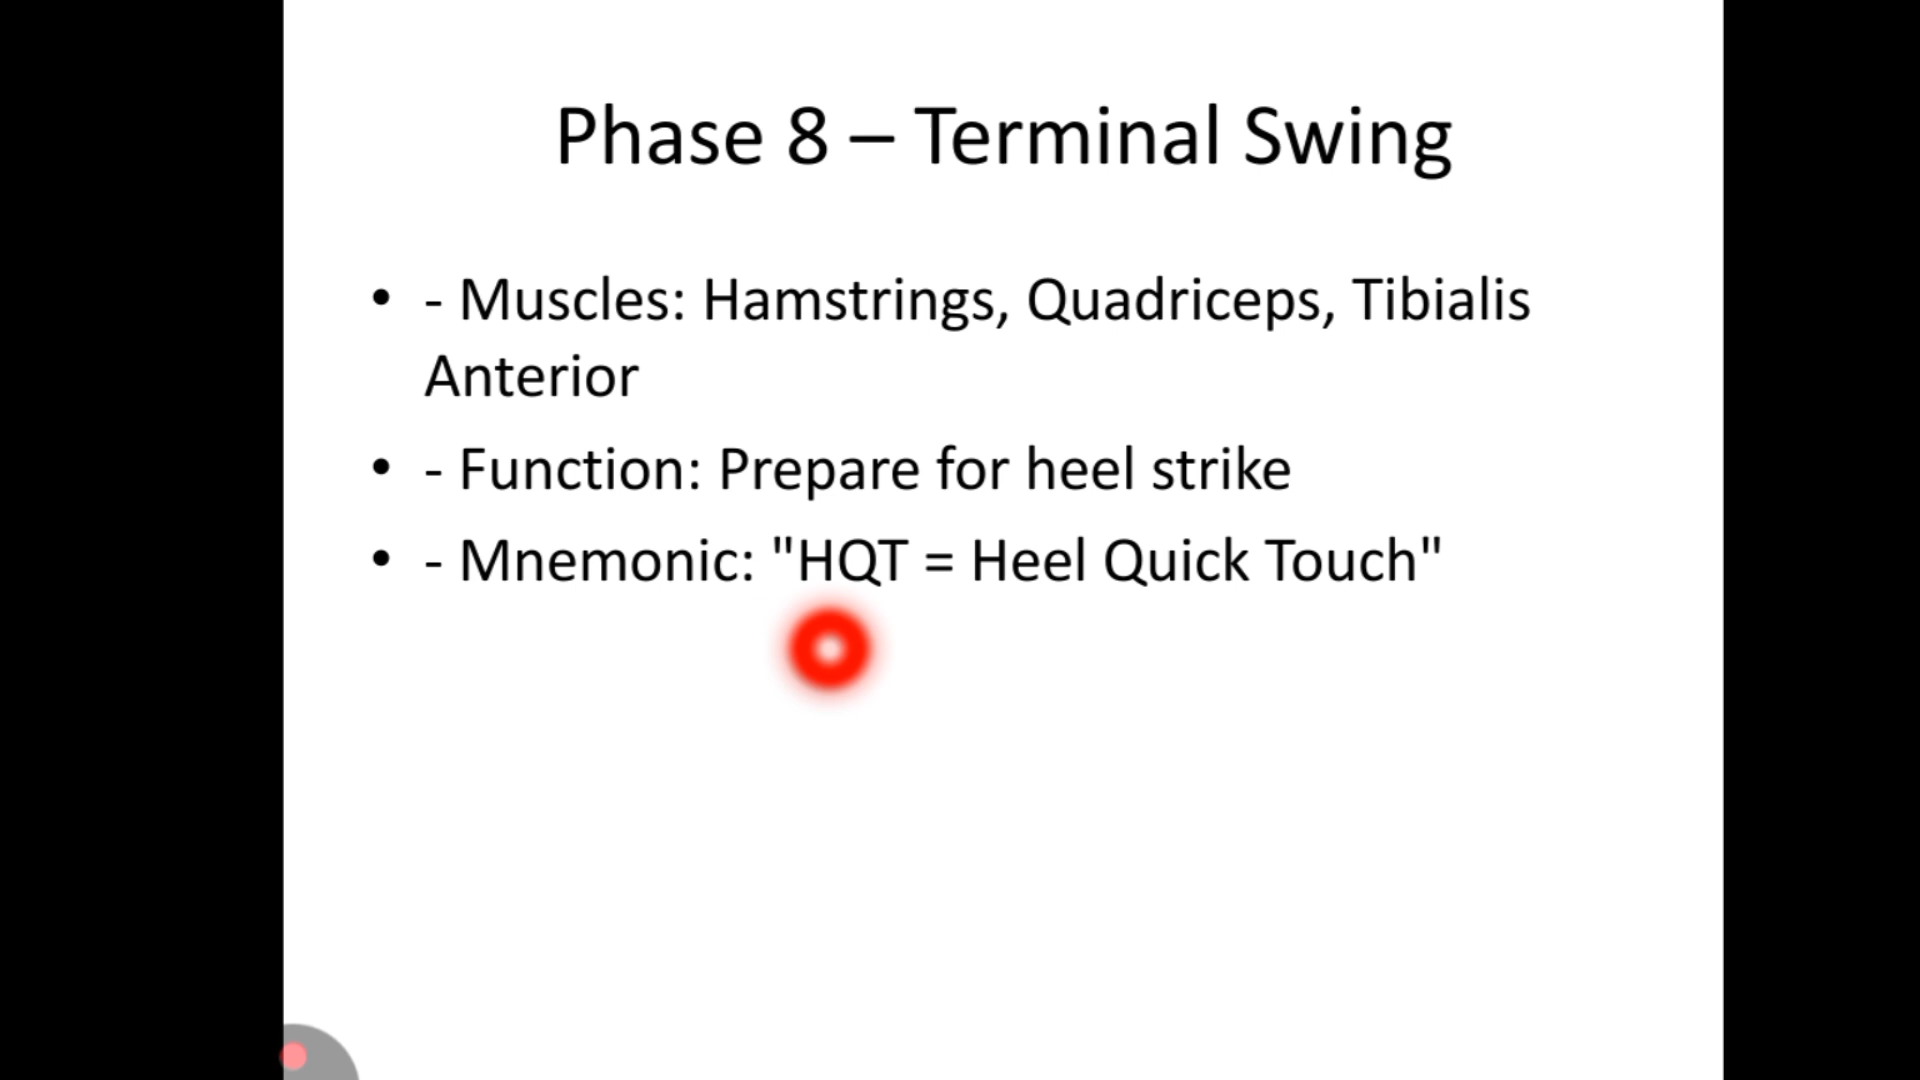 Phase 8 – Terminal Swing
• - Muscles: Hamstrings, Quadriceps, Tibialis
Anterior
• - Function: Prepare for heel strike
• - Mnemonic: "HQT = Heel Quick Touch"